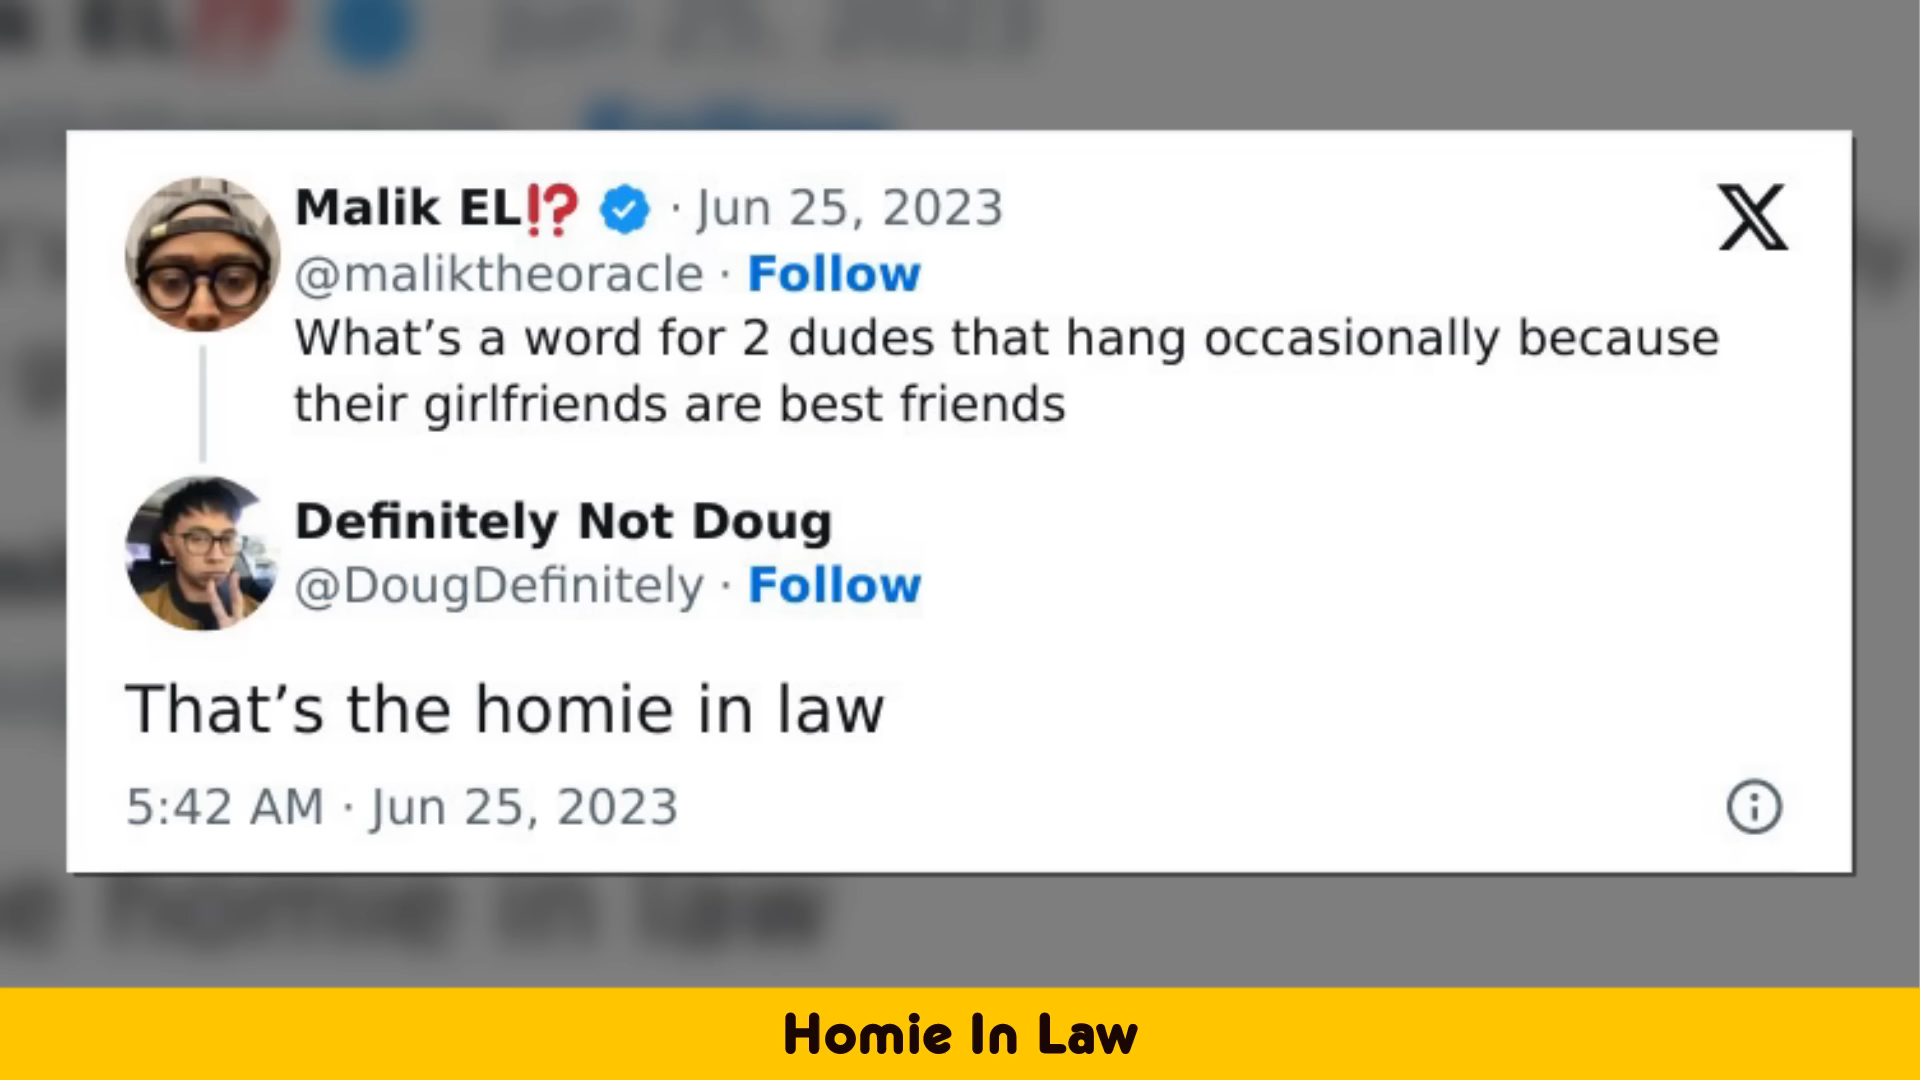 Malik EL⁉️ · Jun 25, 2023
@maliktheoracle · Follow
What’s a word for 2 dudes that hang occasionally because
their girlfriends are best friends
Definitely Not Doug
@DougDefinitely · Follow
That’s the homie in law
5:42 AM · Jun 25, 2023
Homie In Law